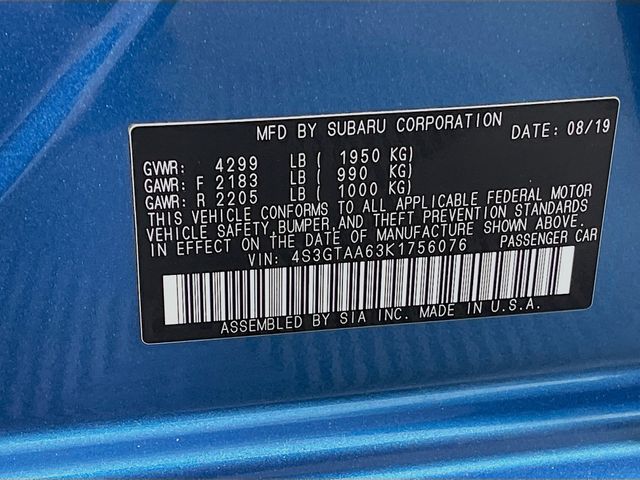 MFD BY SUBARU CORPORATION DATE: 08/19
GVWR: 4299 LB ( 1950 KG)
GAWR: F 2183 LB ( 990 KG)
GAWR: R 2205 LB ( 1000 KG)
THIS VEHICLE CONFORMS TO ALL APPLICABLE FEDERAL MOTOR
VEHICLE SAFETY,BUMPER,AND THEFT PREVENTION STANDARDS
IN EFFECT ON THE DATE OF MANUFACTURE SHOWN ABOVE.
VIN: 4S3GTAA63K1756076 PASSENGER CAR
ASSEMBLED BY SIA INC. MADE IN U.S.A.